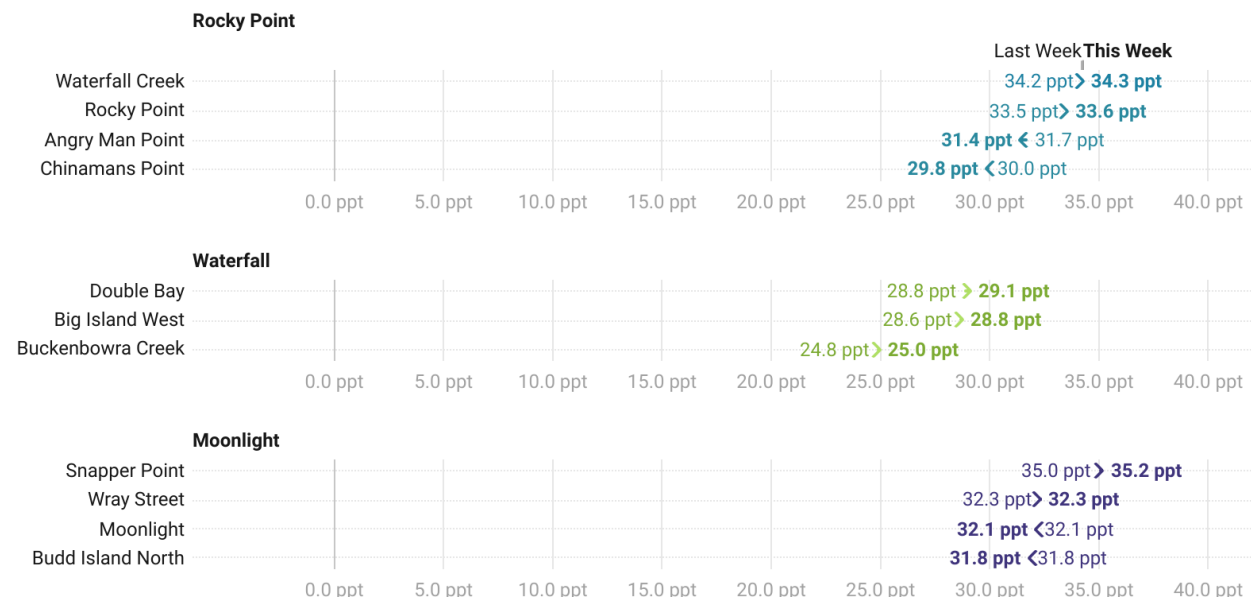 Rocky Point
Last Week This Week
Waterfall Creek 34.2 ppt 34.3 ppt
Rocky Point 33.5 ppt 33.6 ppt
Angry Man Point 31.4 ppt 31.7 ppt
Chinamans Point 29.8 ppt 30.0 ppt
0.0 ppt 5.0 ppt 10.0 ppt 15.0 ppt 20.0 ppt 25.0 ppt 30.0 ppt 35.0 ppt 40.0 ppt
Waterfall
Double Bay 28.8 ppt 29.1 ppt
Big Island West 28.6 ppt 28.8 ppt
Buckenbowra Creek 24.8 ppt 25.0 ppt
0.0 ppt 5.0 ppt 10.0 ppt 15.0 ppt 20.0 ppt 25.0 ppt 30.0 ppt 35.0 ppt 40.0 ppt
Moonlight
Snapper Point 35.0 ppt 35.2 ppt
Wray Street 32.3 ppt 32.3 ppt
Moonlight 32.1 ppt 32.1 ppt
Budd Island North 31.8 ppt 31.8 ppt
0.0 ppt 5.0 ppt 10.0 ppt 15.0 ppt 20.0 ppt 25.0 ppt 30.0 ppt 35.0 ppt 40.0 ppt